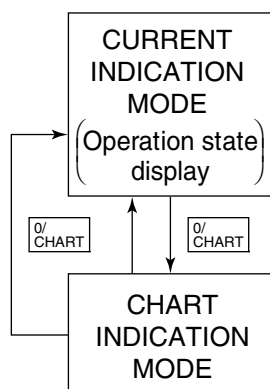 CURRENT
INDICATION
MODE
(Operation state
display)
0/
CHART
0/
CHART
CHART
INDICATION
MODE